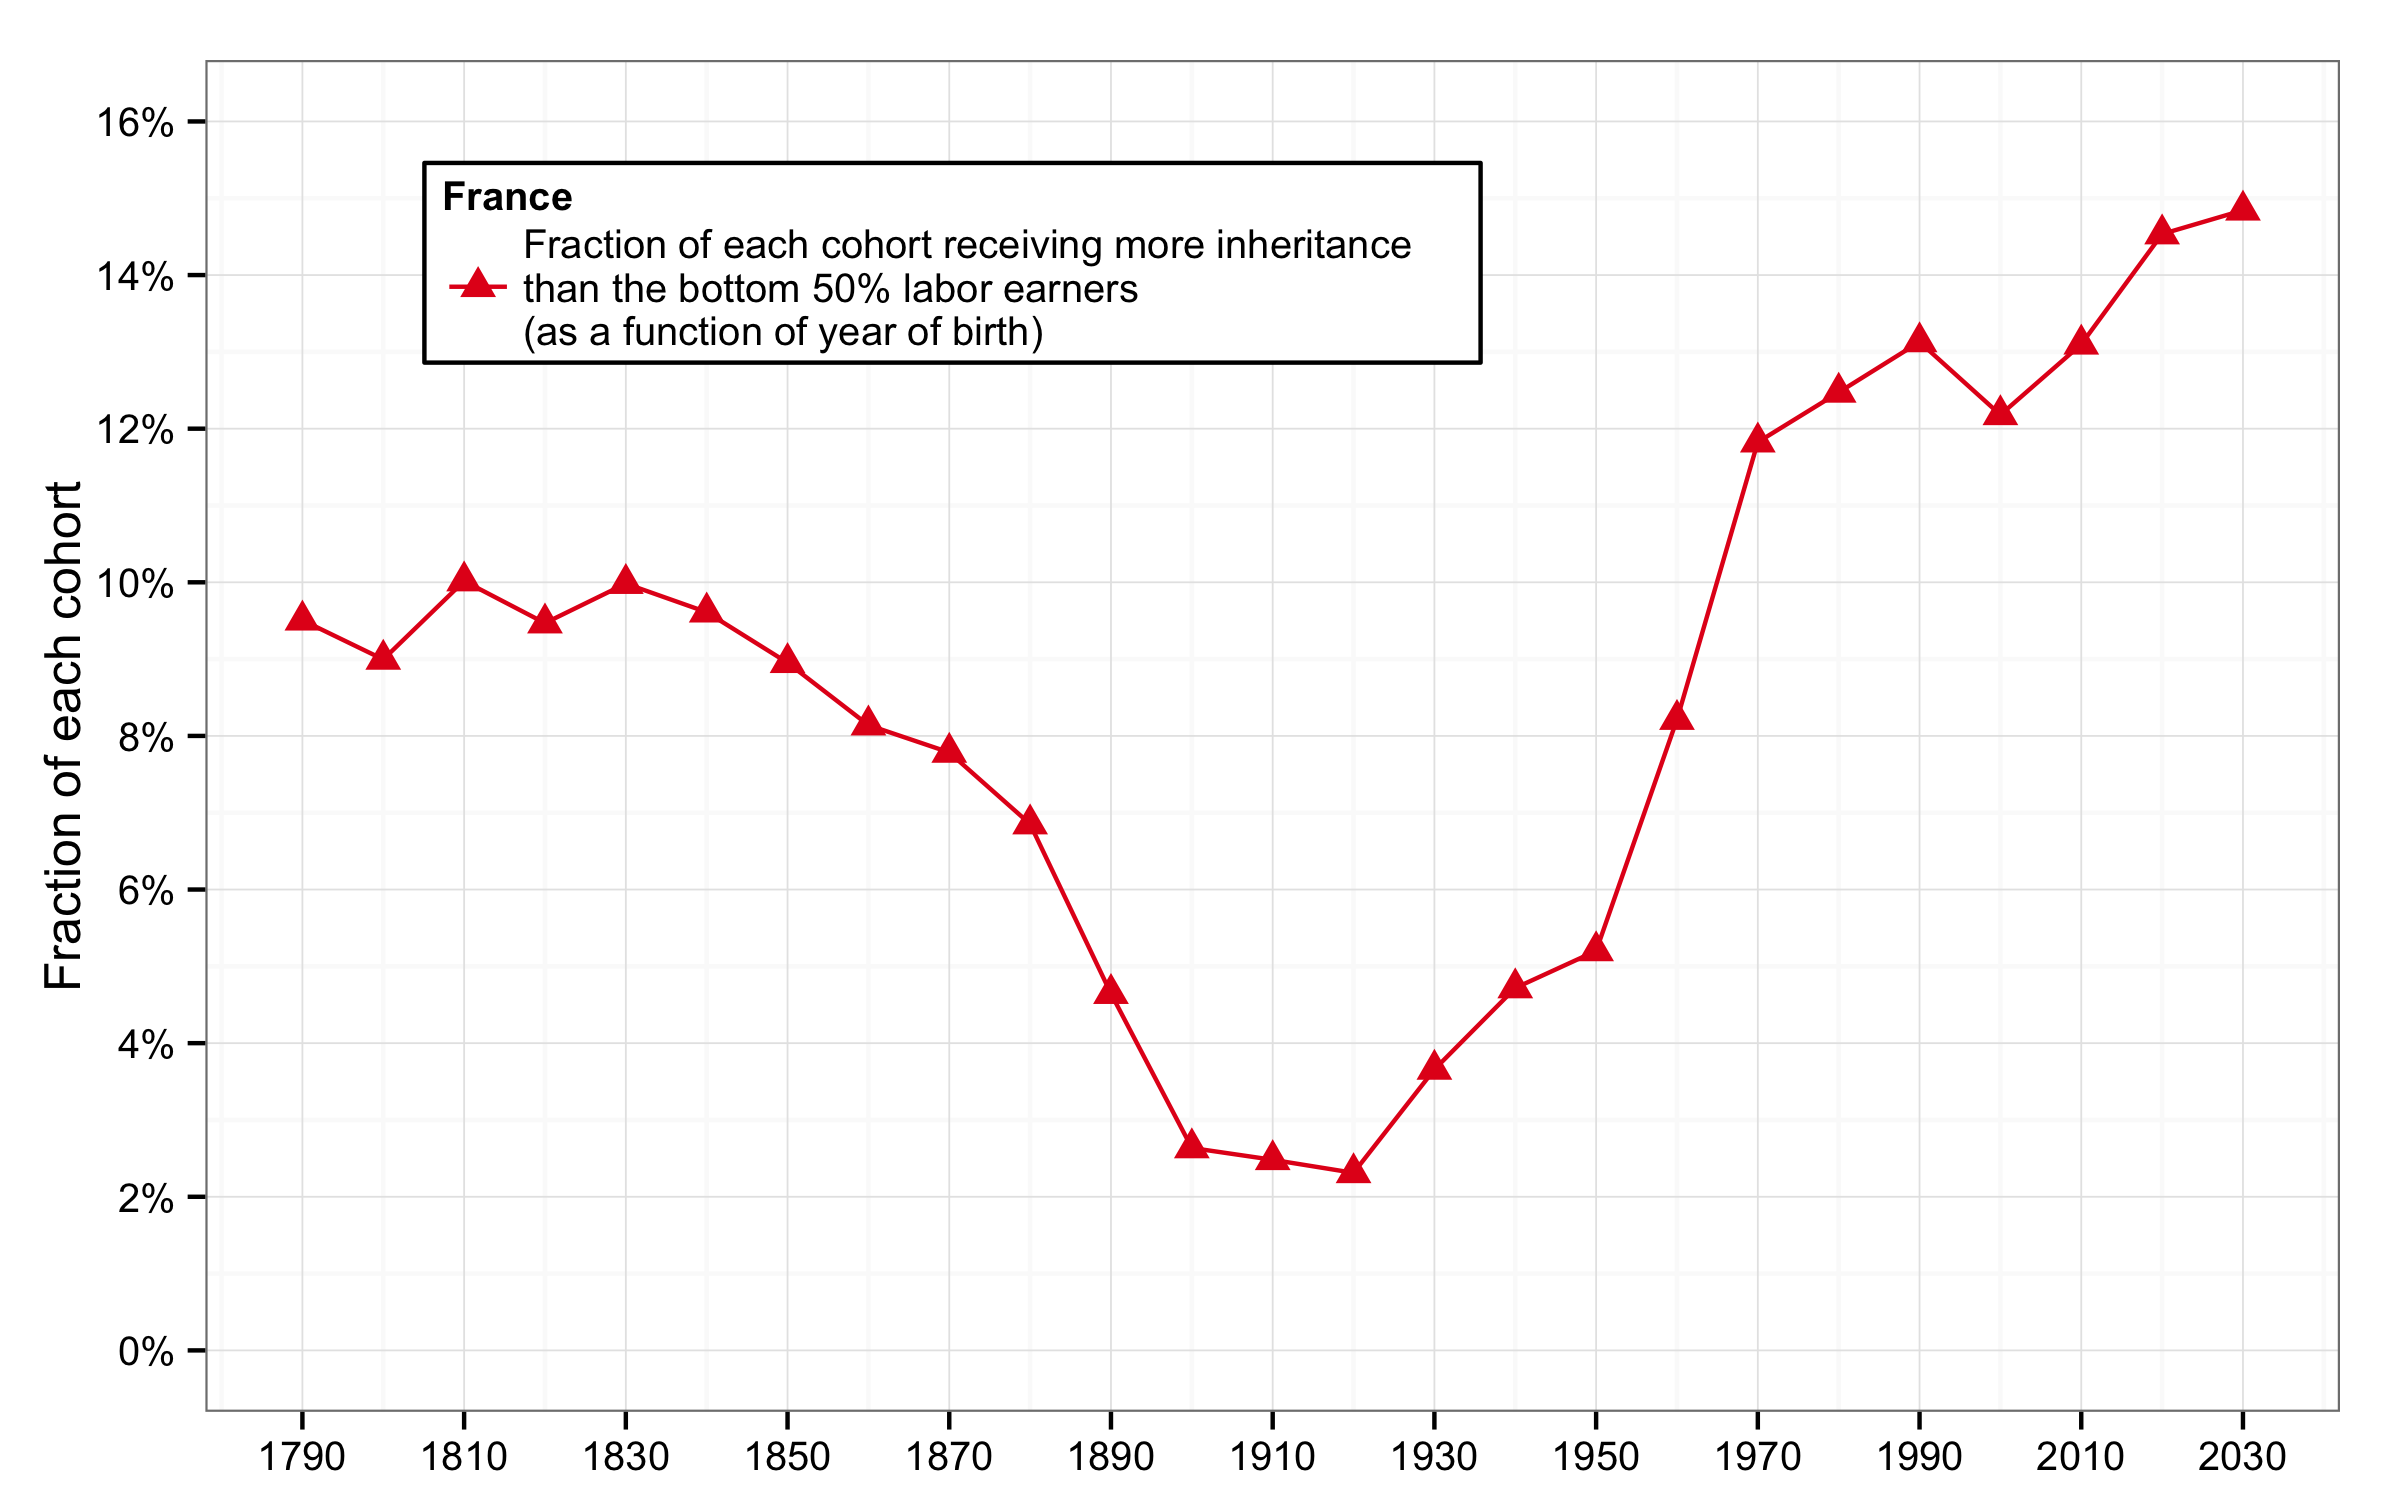 16%
14%
12%
10%
8%
6%
4%
2%
0%
Fraction of each cohort
France
Fraction of each cohort receiving more inheritance
than the bottom 50% labor earners
(as a function of year of birth)
1790 1810 1830 1850 1870 1890 1910 1930 1950 1970 1990 2010 2030